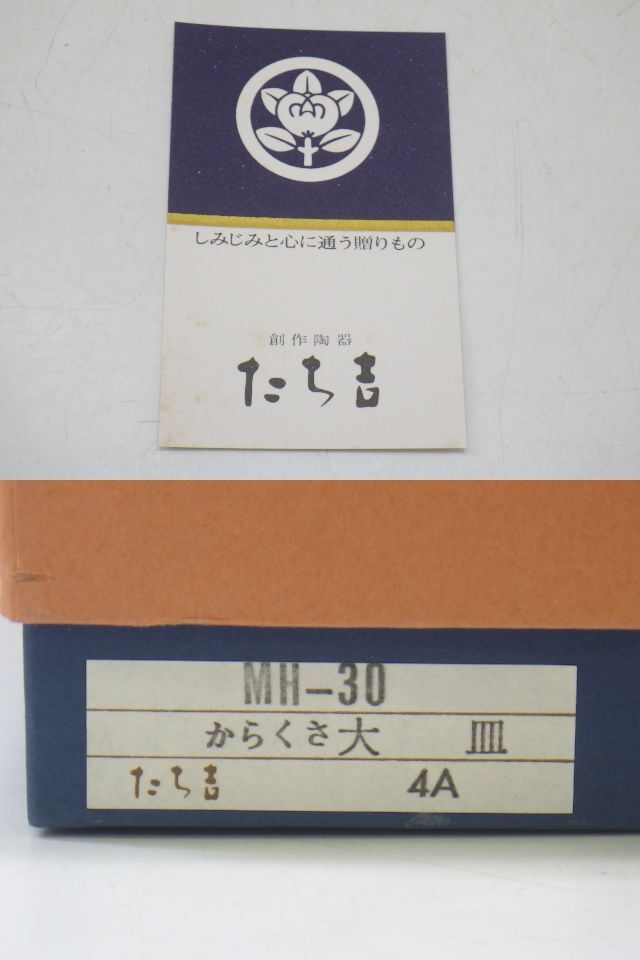 しみじみと心に通う贈りもの
創作陶器
たち吉
MH-30
からくさ大 皿
たち吉 4A